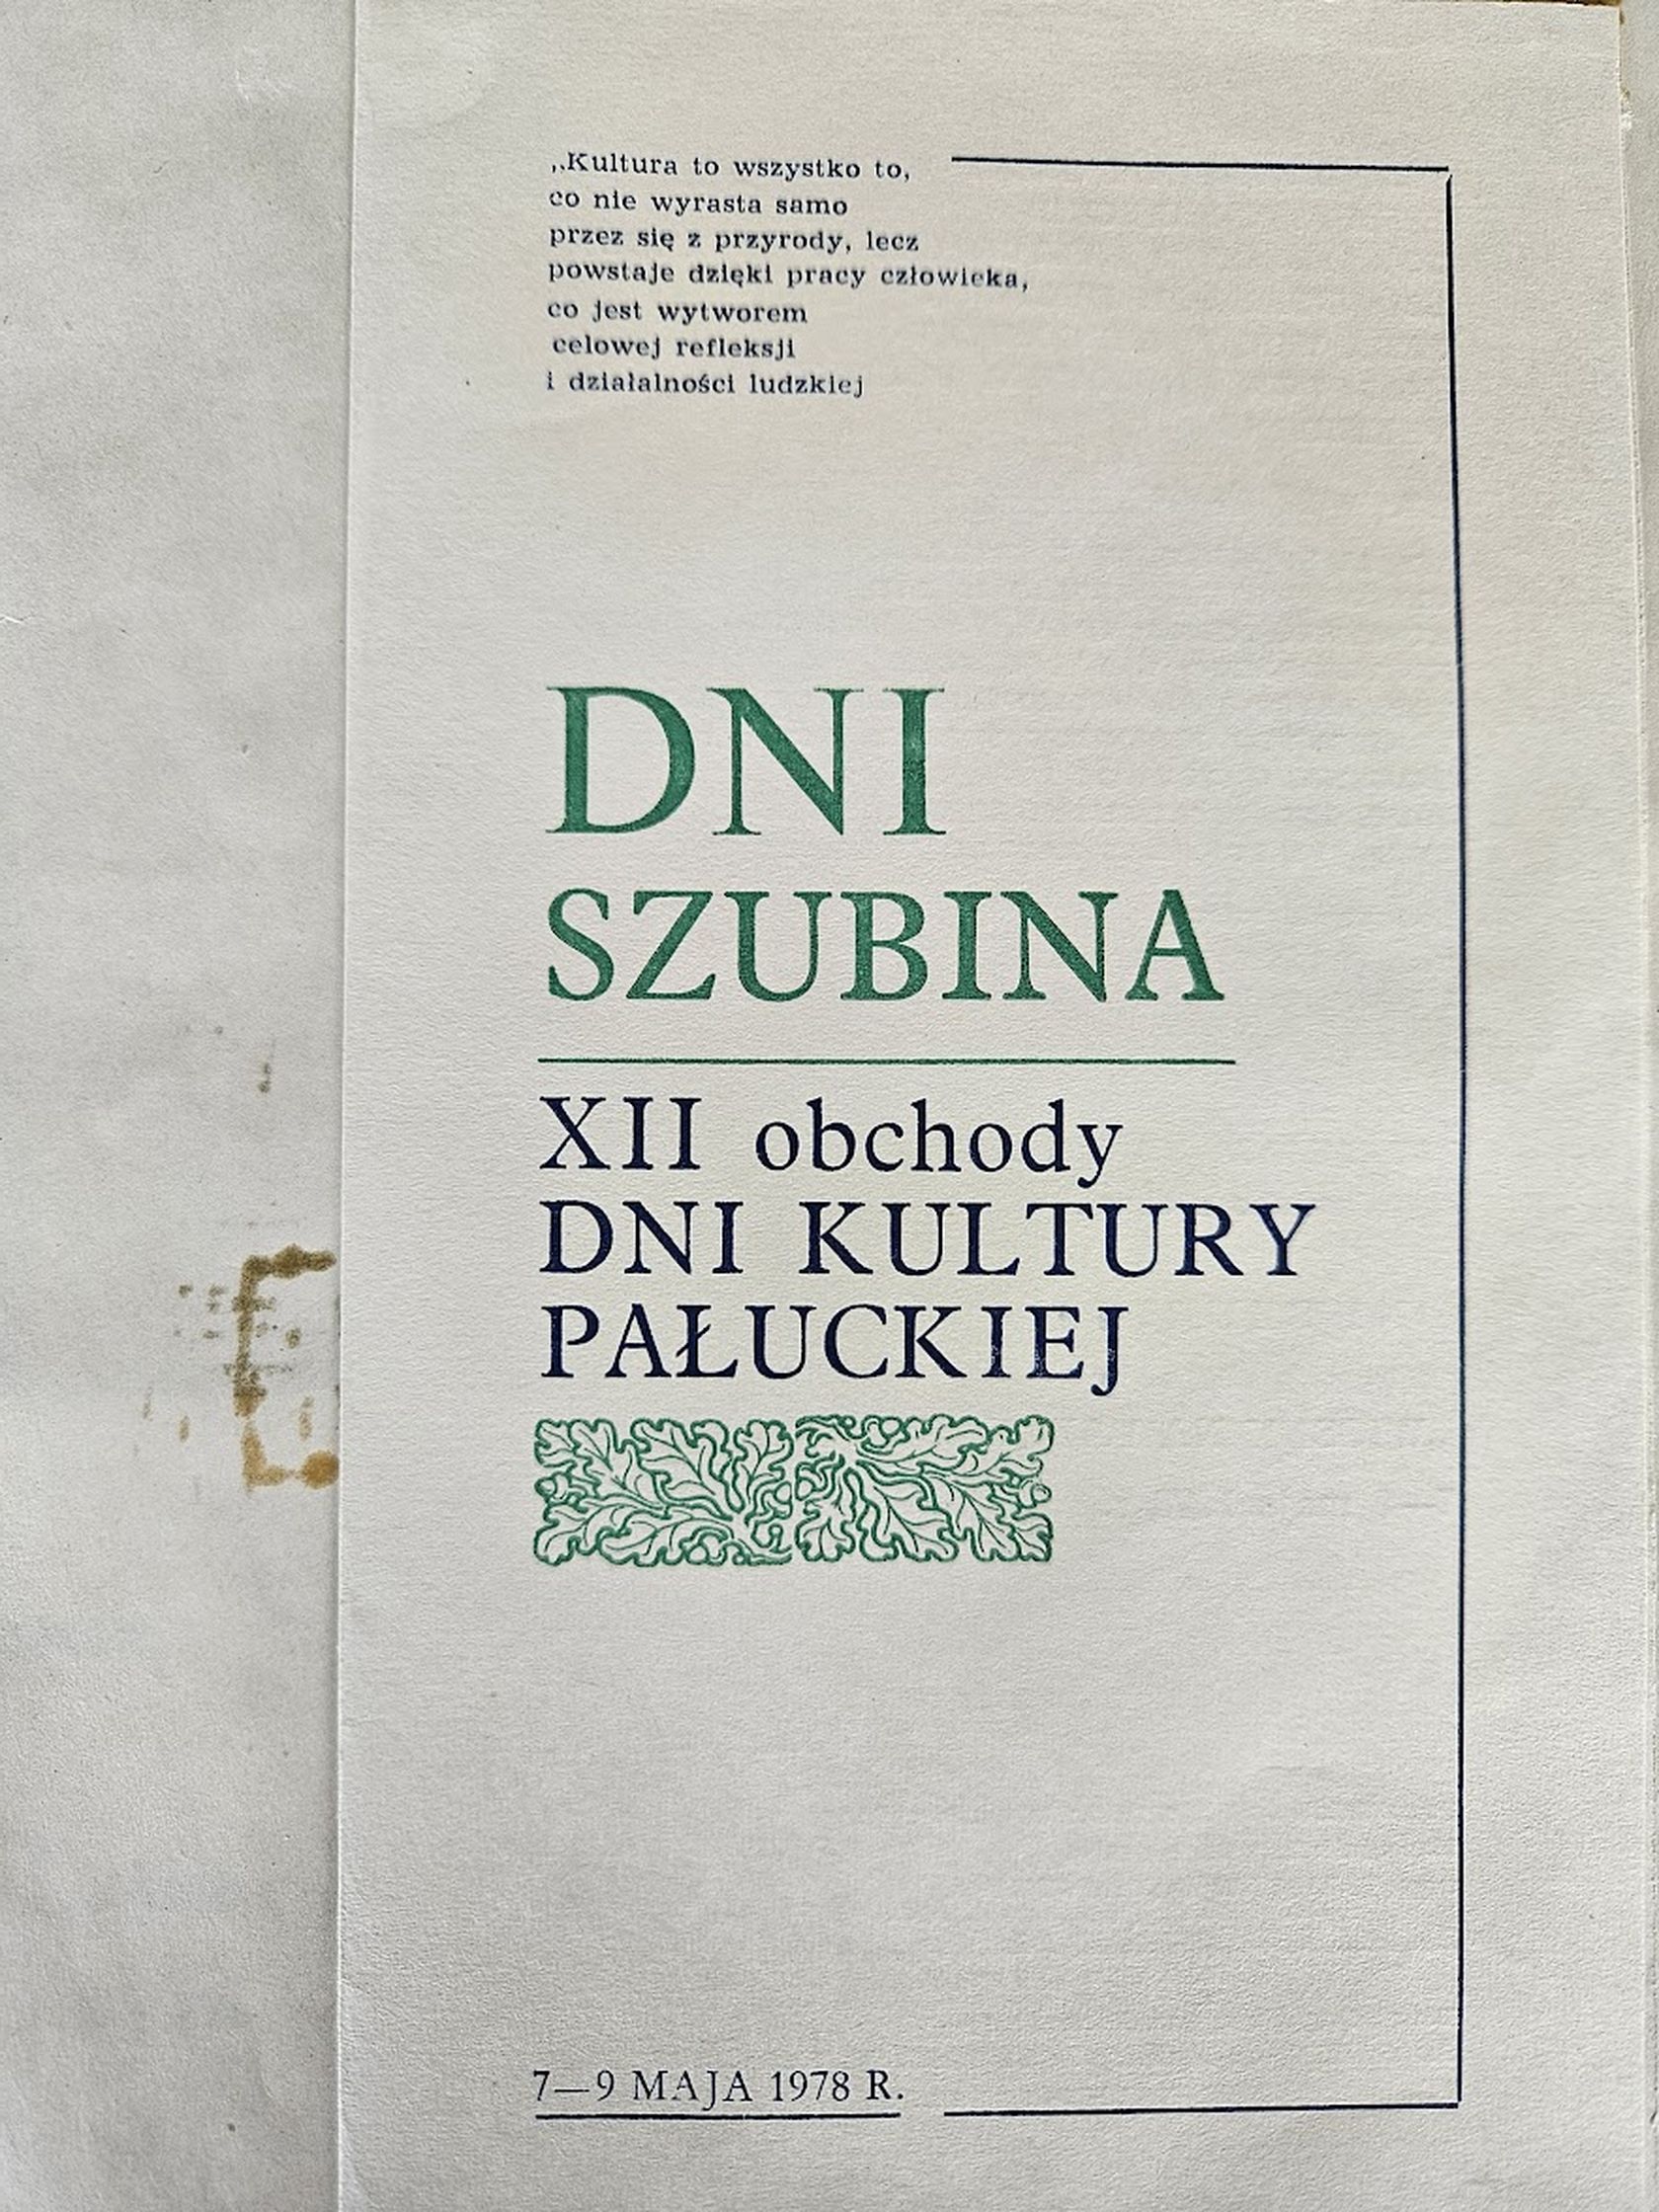 „Kultura to wszystko to,
co nie wyrasta samo
przez się z przyrody, lecz
powstaje dzięki pracy człowieka,
co jest wytworem
celowej refleksji
i działalności ludzkiej
DNI
SZUBINA
XII obchody
DNI KULTURY
PAŁUCKIEJ
7—9 MAJA 1978 R.